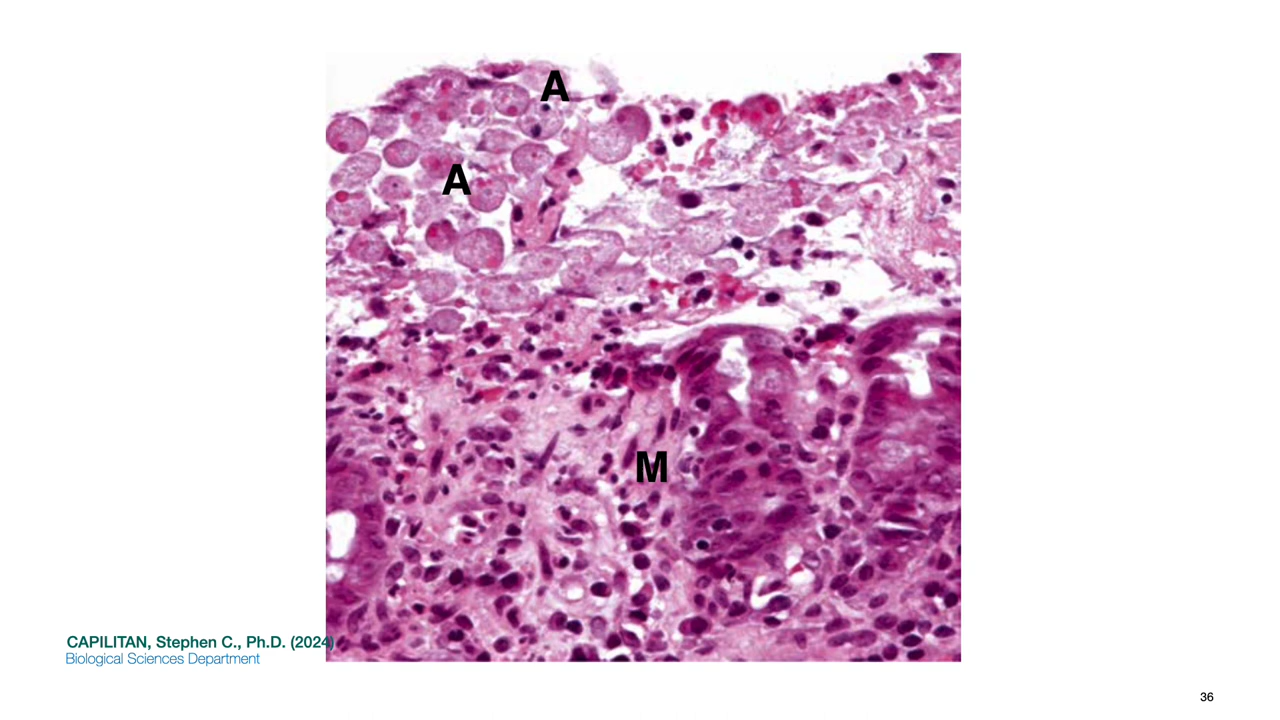 A
A
M
CAPILITAN, Stephen C., Ph.D. (2024)
Biological Sciences Department
36